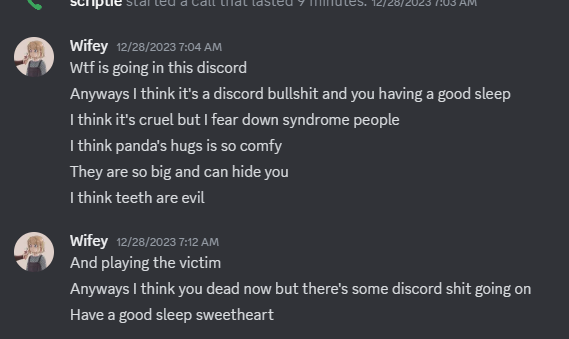 scriptie started a call that lasted 9 minutes. 12/28/2023 7:03 AM
Wifey 12/28/2023 7:04 AM
Wtf is going in this discord
Anyways I think it's a discord bullshit and you having a good sleep
I think it's cruel but I fear down syndrome people
I think panda's hugs is so comfy
They are so big and can hide you
I think teeth are evil
Wifey 12/28/2023 7:12 AM
And playing the victim
Anyways I think you dead now but there's some discord shit going on
Have a good sleep sweetheart